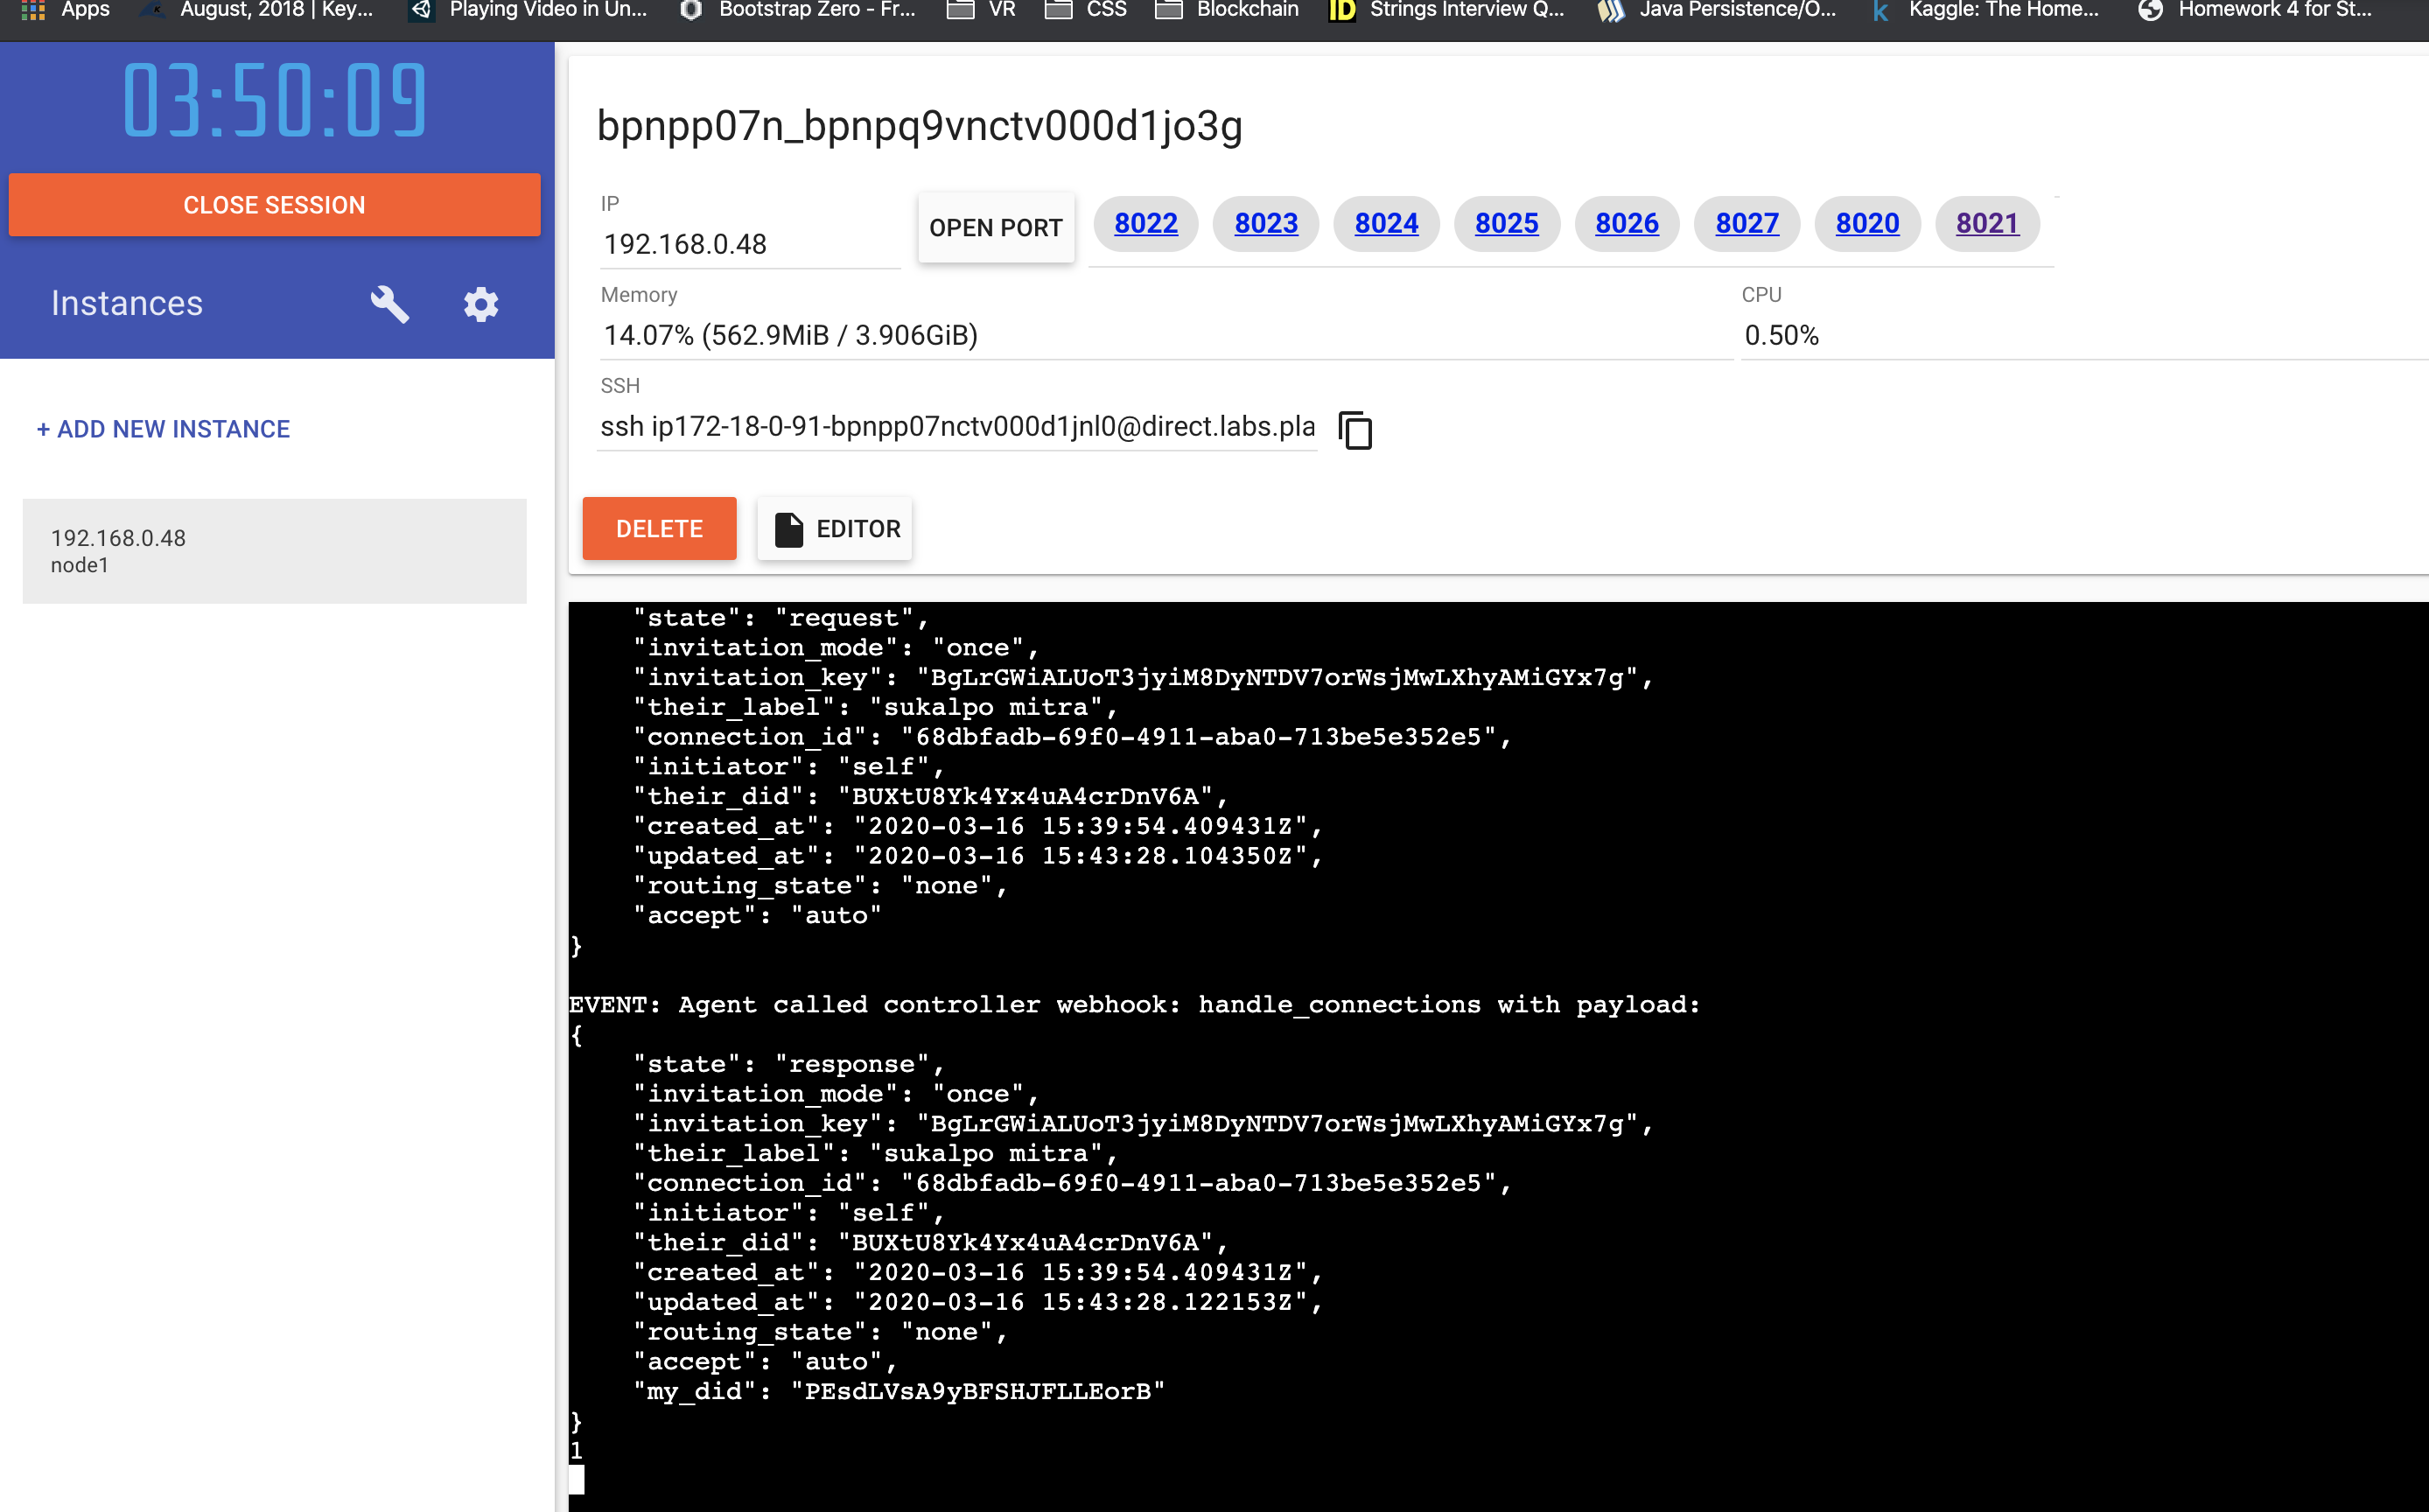 Apps August, 2018 | Key... Playing Video in Un... Bootstrap Zero - Fr... VR CSS Blockchain ID Strings Interview Q... Java Persistence/O... k Kaggle: The Home... Homework 4 for St...
03:50:09
CLOSE SESSION
Instances
+ ADD NEW INSTANCE
192.168.0.48
node1
bpnpp07n_bpnpq9vnctv000d1jo3g
IP
192.168.0.48
OPEN PORT
8022 8023 8024 8025 8026 8027 8020 8021
Memory
14.07% (562.9MiB / 3.906GiB)
CPU
0.50%
SSH
ssh ip172-18-0-91-bpnpp07nctv000d1jnl0@direct.labs.pla
DELETE
EDITOR
"state": "request",
"invitation_mode": "once",
"invitation_key": "BgLrGWiALUoT3jyiM8DyNTDV7orWsjMwLXhyAMiGYx7g",
"their_label": "sukalpo mitra",
"connection_id": "68dbfadb-69f0-4911-aba0-713be5e352e5",
"initiator": "self",
"their_did": "BUXtU8Yk4Yx4uA4crDnV6A",
"created_at": "2020-03-16 15:39:54.409431Z",
"updated_at": "2020-03-16 15:43:28.104350Z",
"routing_state": "none",
"accept": "auto"
}
EVENT: Agent called controller webhook: handle_connections with payload:
{
"state": "response",
"invitation_mode": "once",
"invitation_key": "BgLrGWiALUoT3jyiM8DyNTDV7orWsjMwLXhyAMiGYx7g",
"their_label": "sukalpo mitra",
"connection_id": "68dbfadb-69f0-4911-aba0-713be5e352e5",
"initiator": "self",
"their_did": "BUXtU8Yk4Yx4uA4crDnV6A",
"created_at": "2020-03-16 15:39:54.409431Z",
"updated_at": "2020-03-16 15:43:28.122153Z",
"routing_state": "none",
"accept": "auto",
"my_did": "PEsdLVsA9yBFSHJFLLEorB"
}
1